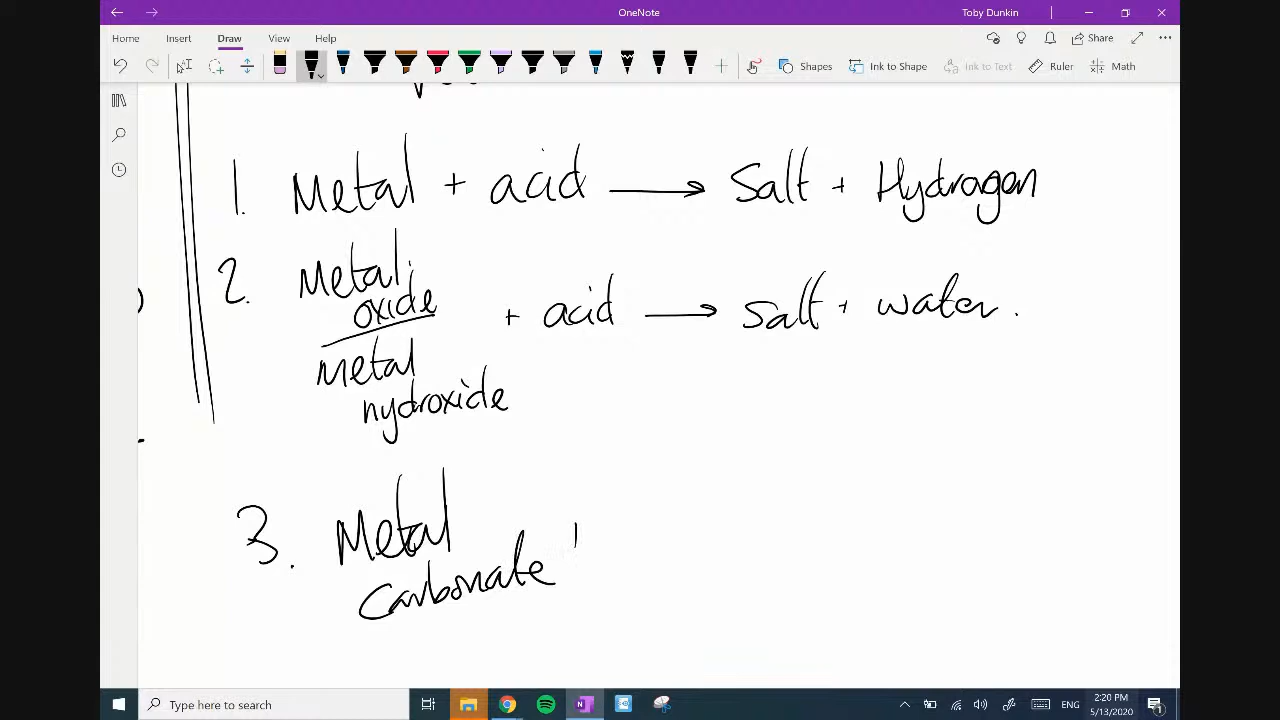 OneNote
Toby Dunkin
Home Insert Draw View Help
Share
Shapes Ink to Shape Ink to Text Ruler Math
1. Metal + acid → Salt + Hydrogen
2. Metal
oxide
+ acid → salt + water.
metal
hydroxide
3. Metal
carbonate
Type here to search
ENG
2:20 PM
5/13/2020